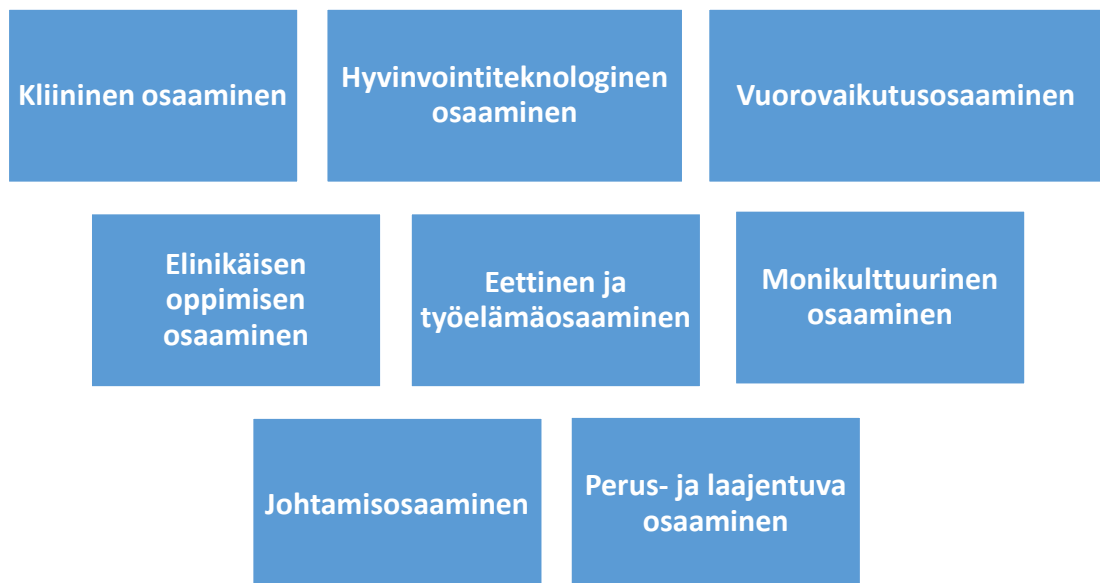 Kliininen osaaminen
Hyvinvointiteknologinen
osaaminen
Vuorovaikutusosaaminen
Elinikäisen
oppimisen
osaaminen
Eettinen ja
työelämäosaaminen
Monikulttuurinen
osaaminen
Johtamisosaaminen
Perus- ja laajentuva
osaaminen